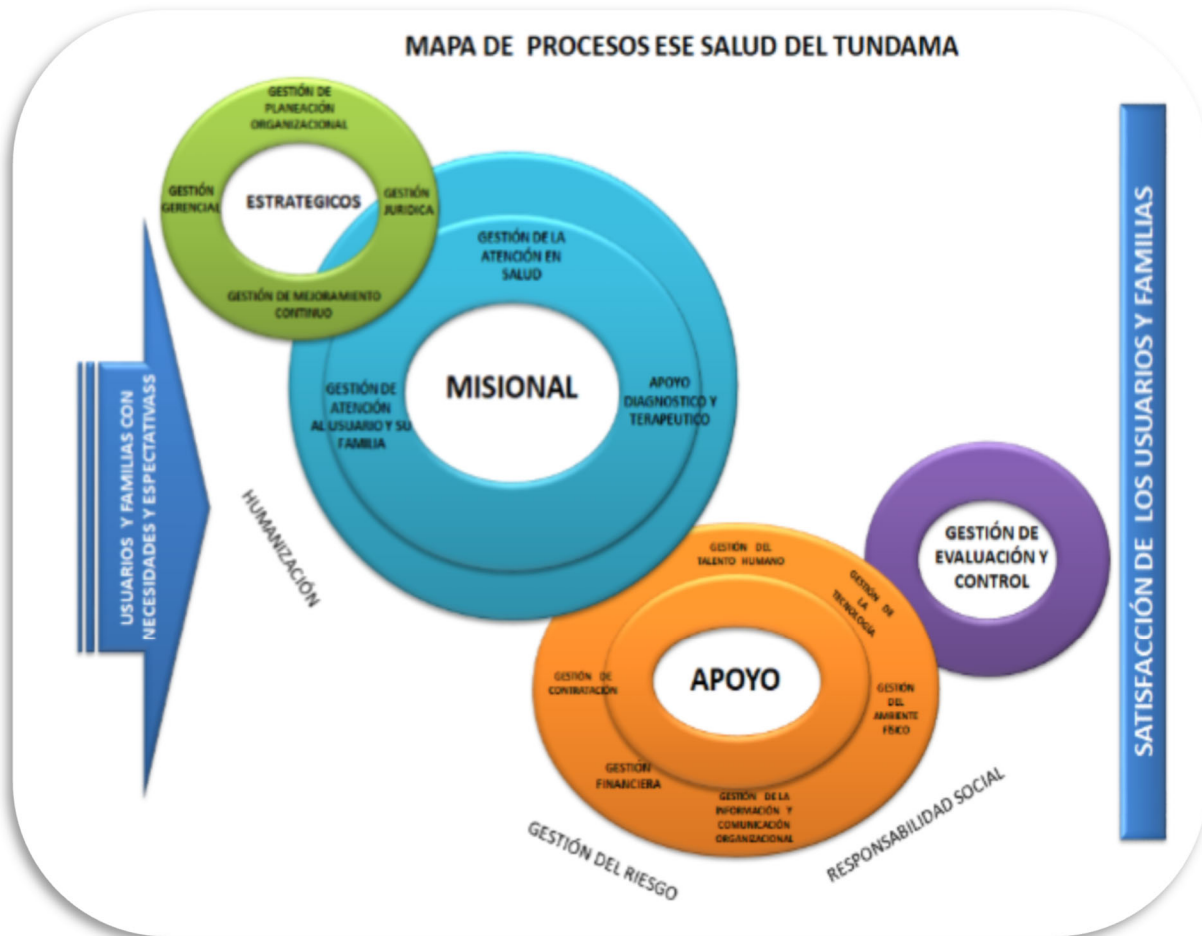 MAPA DE PROCESOS ESE SALUD DEL TUNDAMA
GESTIÓN DE
PLANEACIÓN
ORGANIZACIONAL
GESTIÓN
GERENCIAL
ESTRATEGICOS
GESTIÓN
JURIDICA
GESTIÓN DE MEJORAMIENTO
CONTINUO
USUARIOS Y FAMILIAS CON
NECESIDADES Y ESPECTATIVASS
GESTIÓN DE LA
ATENCIÓN EN
SALUD
MISIONAL
GESTIÓN DE
ATENCIÓN
AL USUARIO Y SU
FAMILIA
APOYO
DIAGNOSTICO Y
TERAPEUTICO
HUMANIZACIÓN
GESTIÓN DEL
TALENTO HUMANO
GESTIÓN DE
LA
TECNOLOGÍA
GESTIÓN DE
CONTRATACIÓN
APOYO
GESTIÓN
DEL
AMBIENTE
FÍSICO
GESTIÓN
FINANCIERA
GESTIÓN DE LA
INFORMACIÓN Y
COMUNICACIÓN
ORGANIZACIONAL
GESTIÓN DE
EVALUACIÓN Y
CONTROL
GESTIÓN DEL RIESGO
RESPONSABILIDAD SOCIAL
SATISFACCIÓN DE LOS USUARIOS Y FAMILIAS